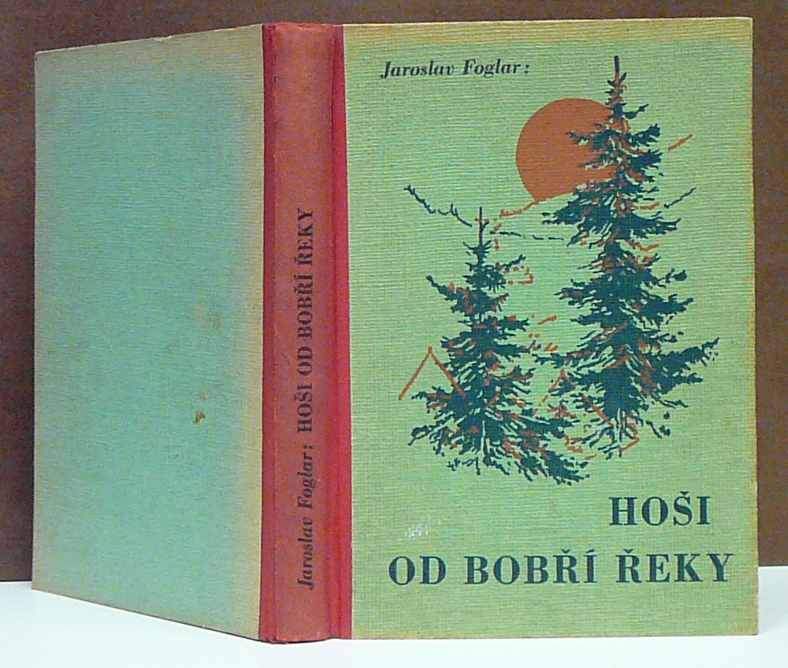 Jaroslav Foglar:
HOŠI
OD BOBŘÍ ŘEKY
Jaroslav Foglar: HOŠI OD BOBŘÍ ŘEKY